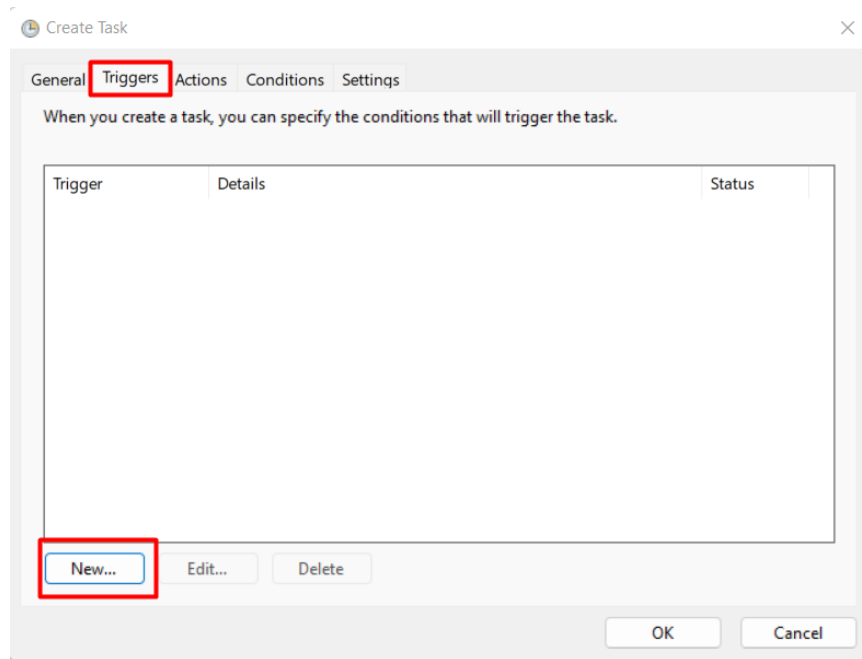 Create Task
General Triggers Actions Conditions Settings
When you create a task, you can specify the conditions that will trigger the task.
Trigger Details Status
New... Edit... Delete
OK Cancel